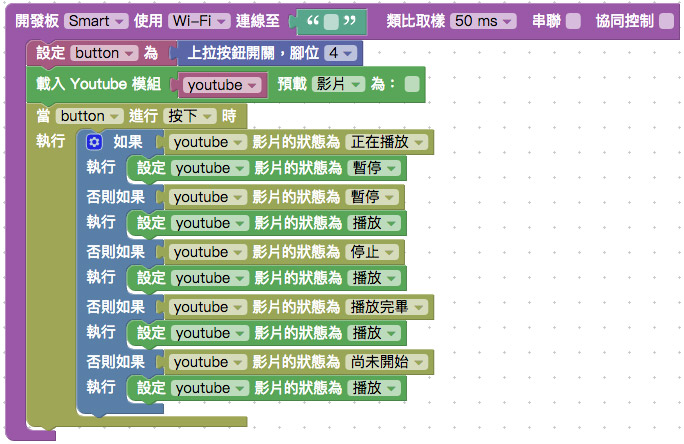 開發板 Smart 使用 Wi-Fi 連線至 “ ” 類比取樣 50 ms 串聯 協同控制
設定 button 為 上拉按鈕開關，腳位 4
載入 Youtube 模組 youtube 預載 影片 為：
當 button 進行 按下 時
執行 如果 youtube 影片的狀態為 正在播放
執行 設定 youtube 影片的狀態為 暫停
否則如果 youtube 影片的狀態為 暫停
執行 設定 youtube 影片的狀態為 播放
否則如果 youtube 影片的狀態為 停止
執行 設定 youtube 影片的狀態為 播放
否則如果 youtube 影片的狀態為 播放完畢
執行 設定 youtube 影片的狀態為 播放
否則如果 youtube 影片的狀態為 尚未開始
執行 設定 youtube 影片的狀態為 播放